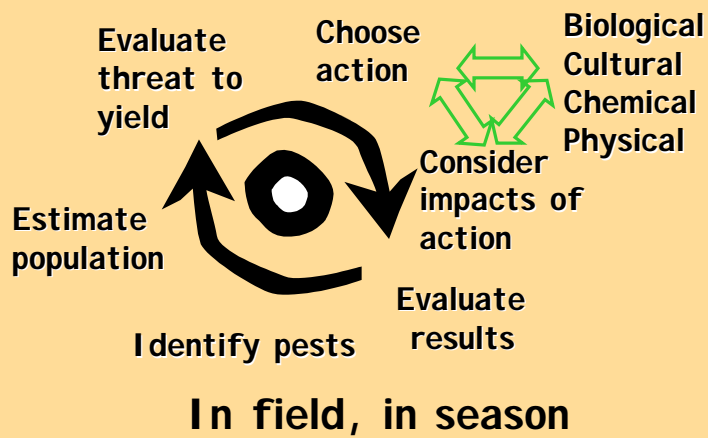 Evaluate
threat to
yield
Choose
action
Biological
Cultural
Chemical
Physical
Consider
impacts of
action
Estimate
population
Evaluate
results
Identify pests
In field, in season